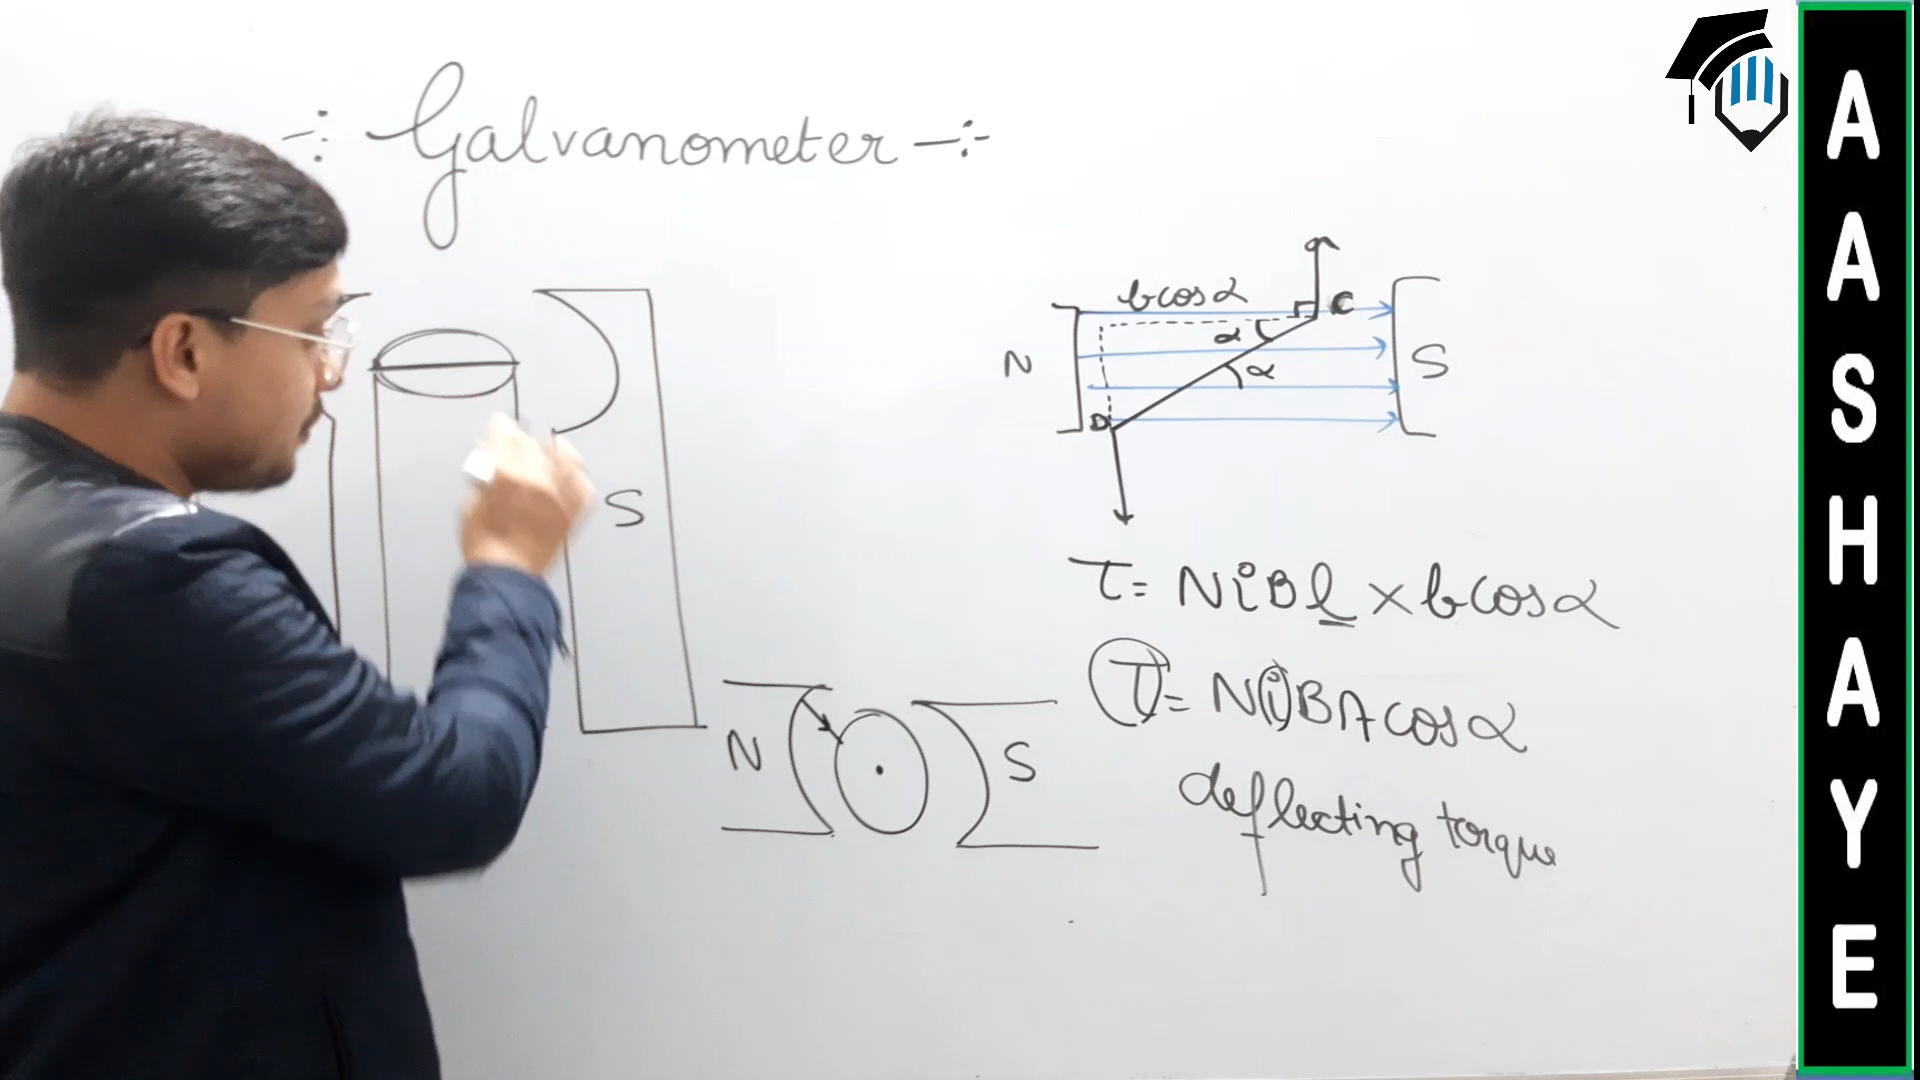 -:- Galvanometer -:-
b cos α
C
α
α
N
S
D
S
τ = NiBl × b cos α
τ = NiBA cos α
N
S
deflecting torque
AASHAYE